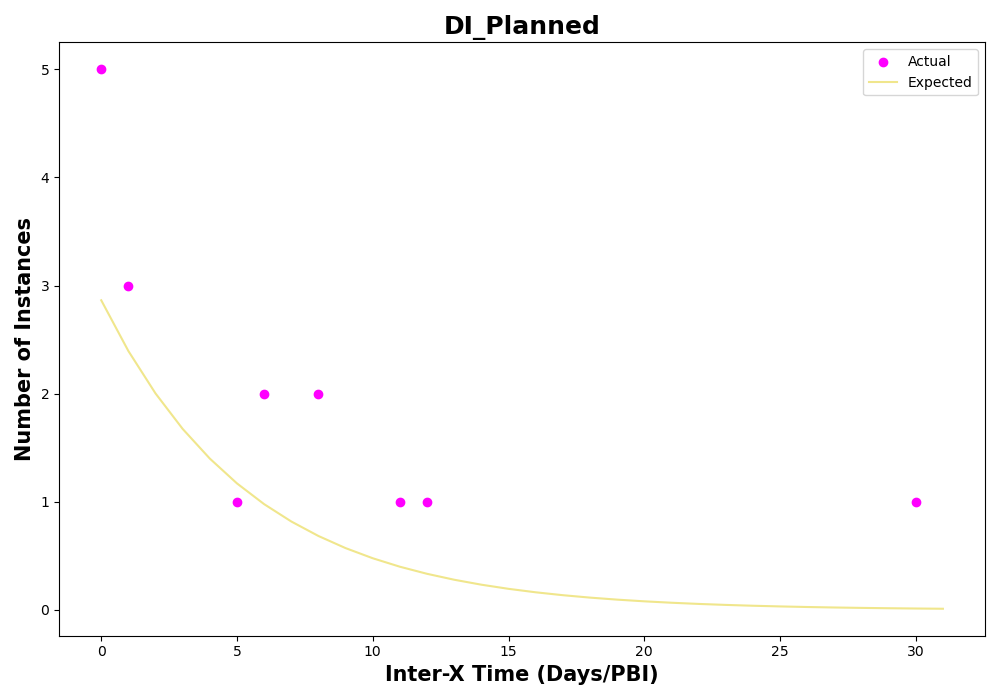 DI_Planned
Actual
Expected
Number of Instances
5
4
3
2
1
0
0 5 10 15 20 25 30
Inter-X Time (Days/PBI)